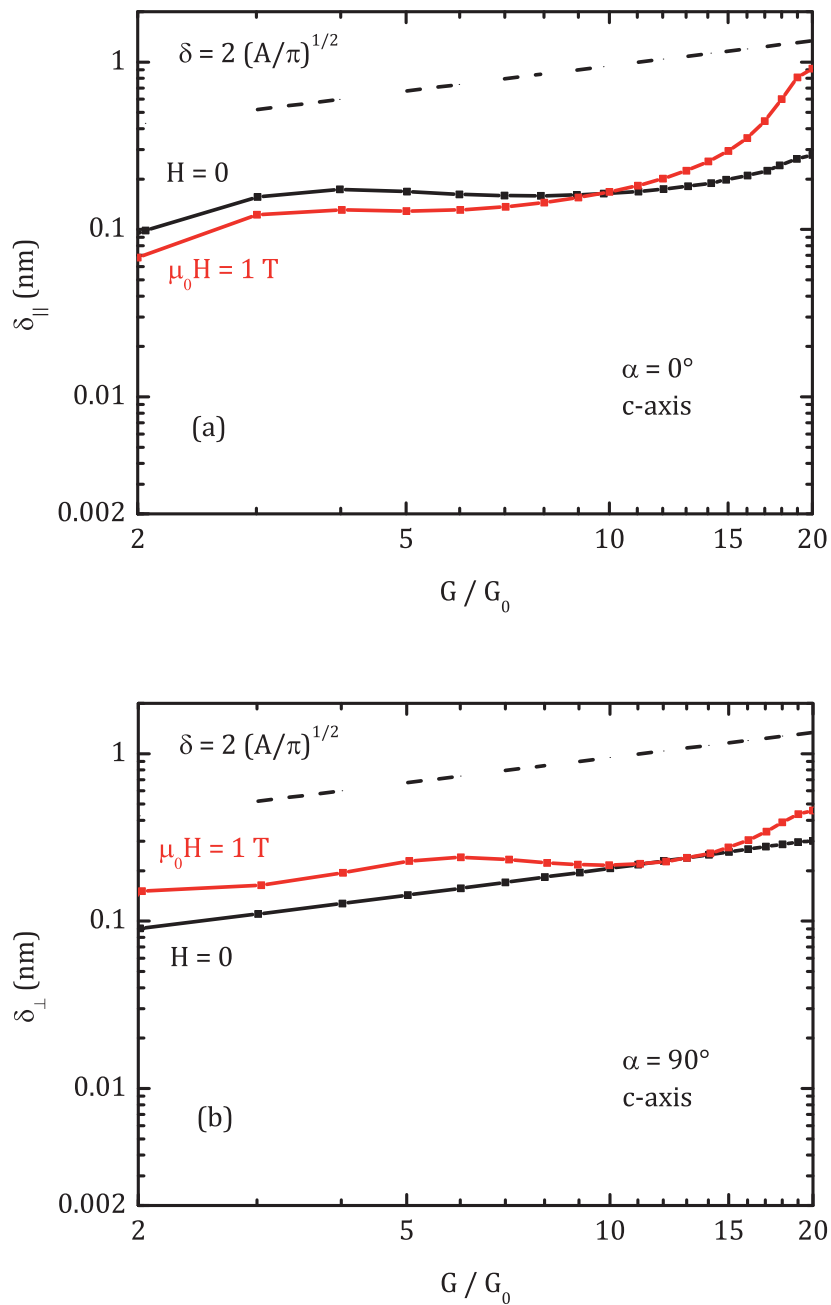 δ = 2 (A/π)^1/2
1
H = 0
0.1
μ₀H = 1 T
δ∥ (nm)
α = 0°
0.01
c-axis
(a)
0.002
2 5 10 15 20
G / G₀
δ = 2 (A/π)^1/2
1
μ₀H = 1 T
0.1
H = 0
δ⊥ (nm)
α = 90°
0.01
c-axis
(b)
0.002
2 5 10 15 20
G / G₀